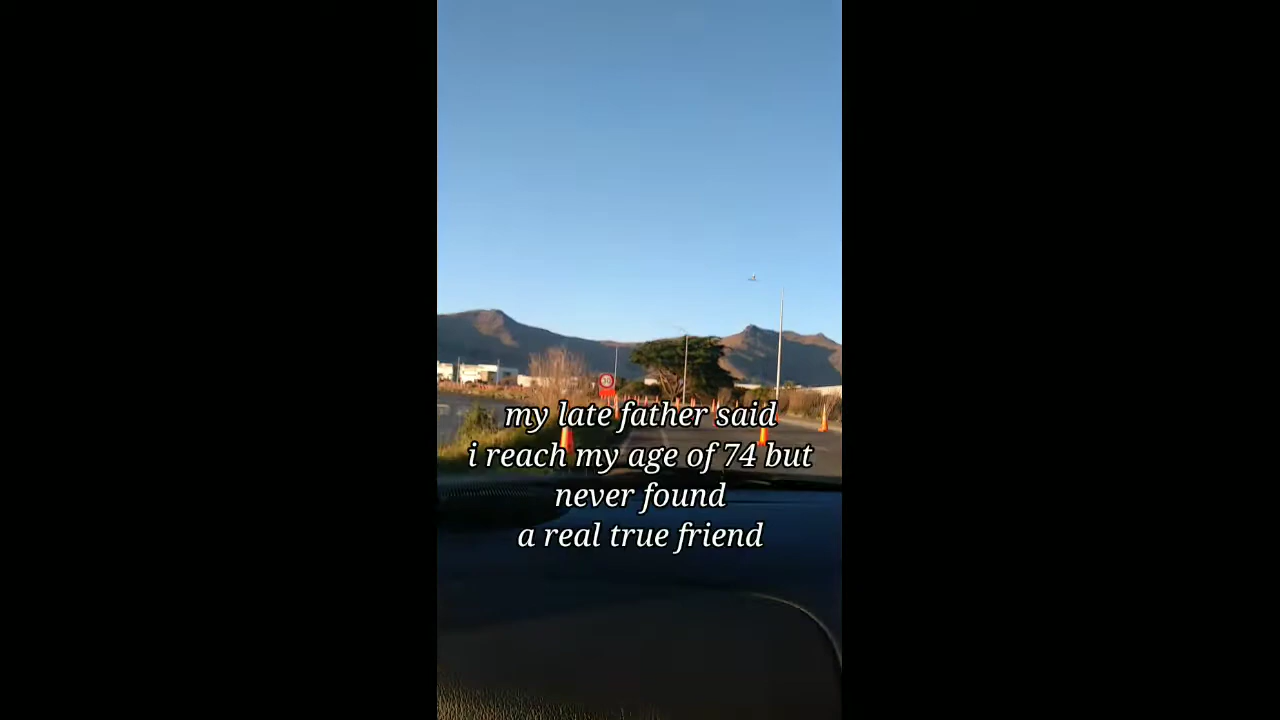 my late father said
i reach my age of 74 but
never found
a real true friend